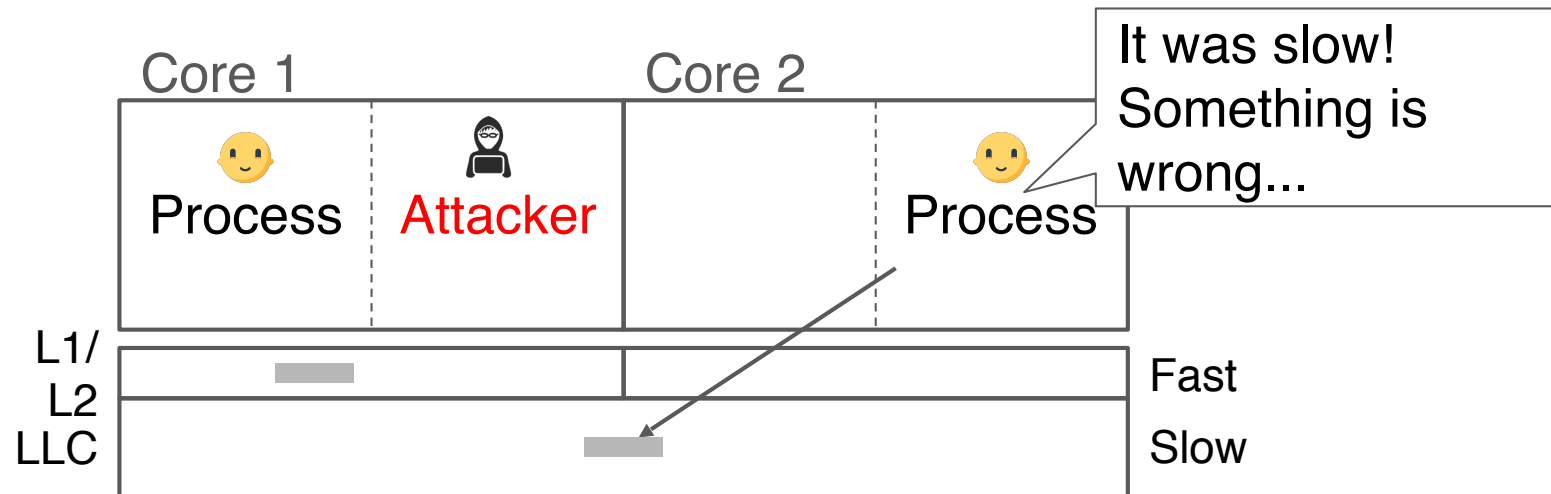 Core 1
Core 2
It was slow!
Something is
wrong...
Process
Attacker
Process
L1/
L2
LLC
Fast
Slow